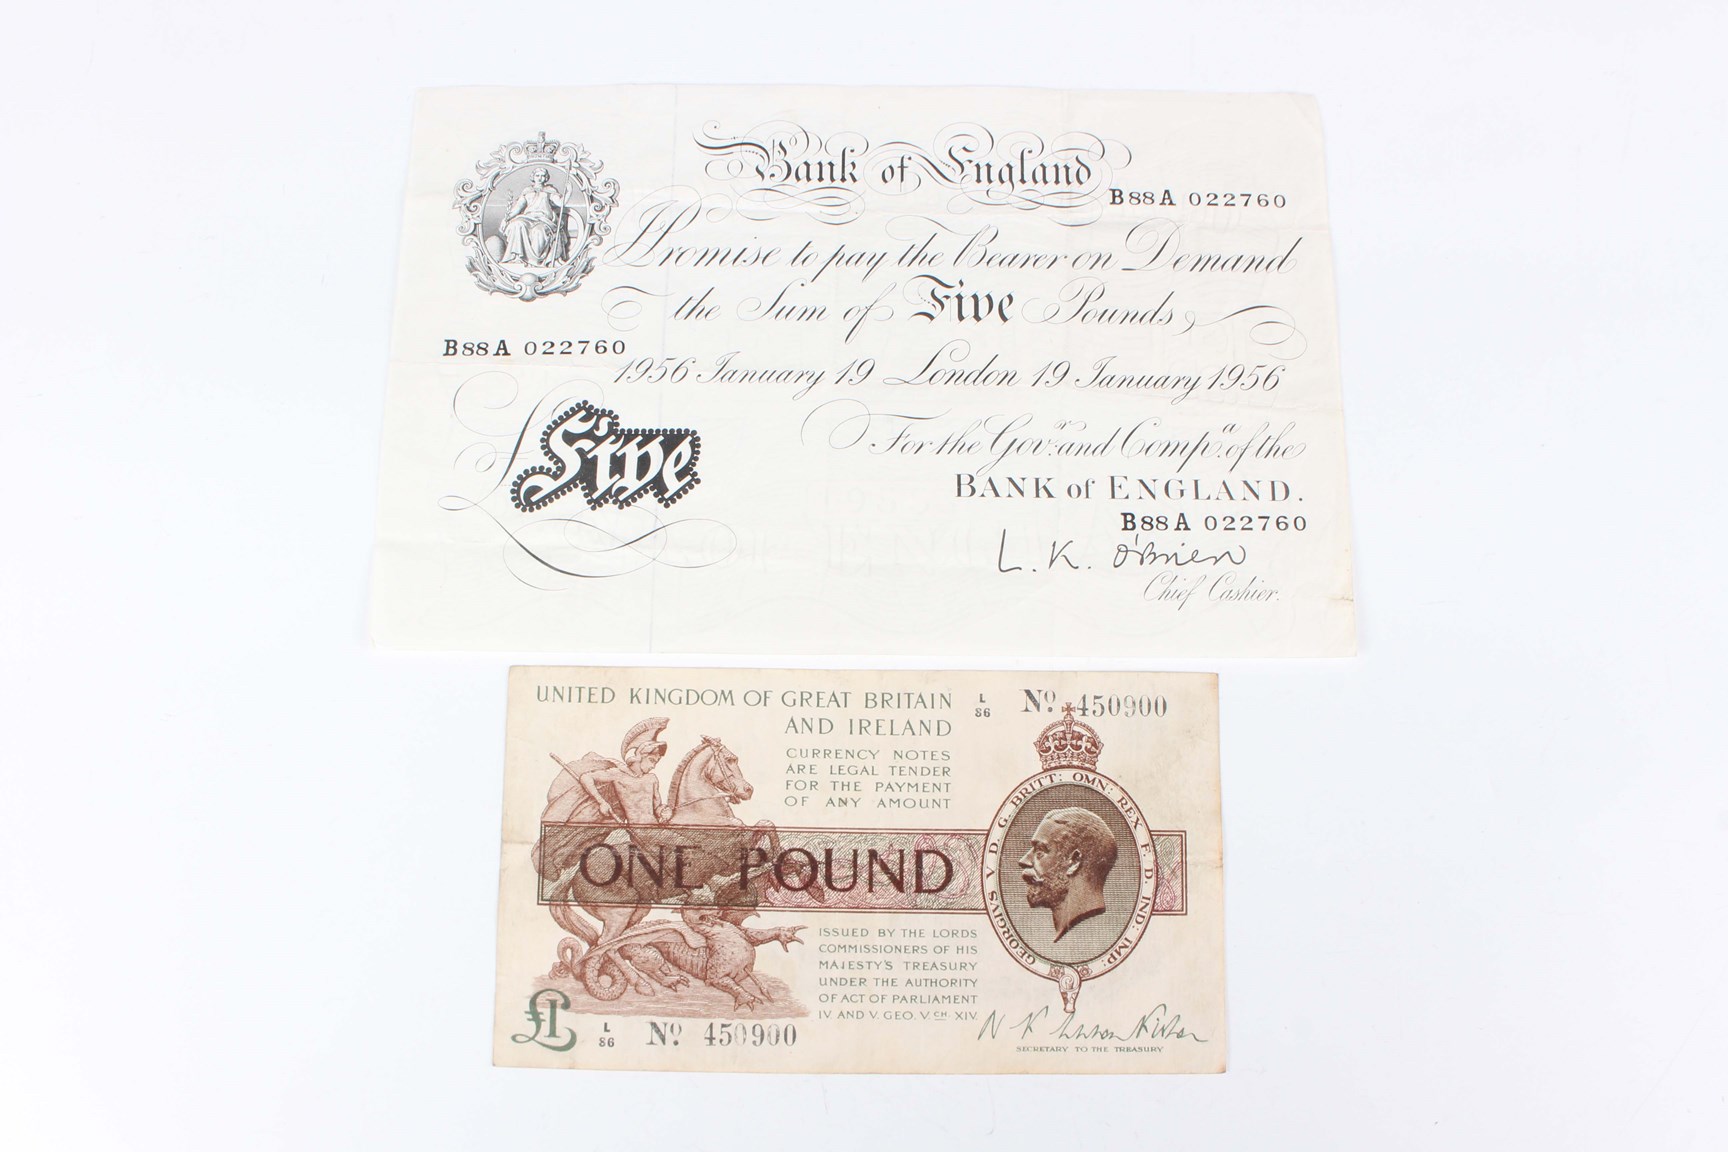 Bank of England
B88A 022760
I Promise to pay the Bearer on Demand
the Sum of Five Pounds
B88A 022760
1956 January 19 London 19 January 1956
£Five
For the Govr. and Compa. of the
BANK of ENGLAND.
B88A 022760
L. K. O'Brien
Chief Cashier.
UNITED KINGDOM OF GREAT BRITAIN
AND IRELAND
L
86
No. 450900
CURRENCY NOTES
ARE LEGAL TENDER
FOR THE PAYMENT
OF ANY AMOUNT
ONE POUND
GEORGIVS V D. G. BRITT: OMN: REX F. D. IND: IMP:
ISSUED BY THE LORDS
COMMISSIONERS OF HIS
MAJESTY'S TREASURY
UNDER THE AUTHORITY
OF ACT OF PARLIAMENT
IV. AND V. GEO. V. CH. XIV.
£1
L
86
No. 450900
SECRETARY TO THE TREASURY